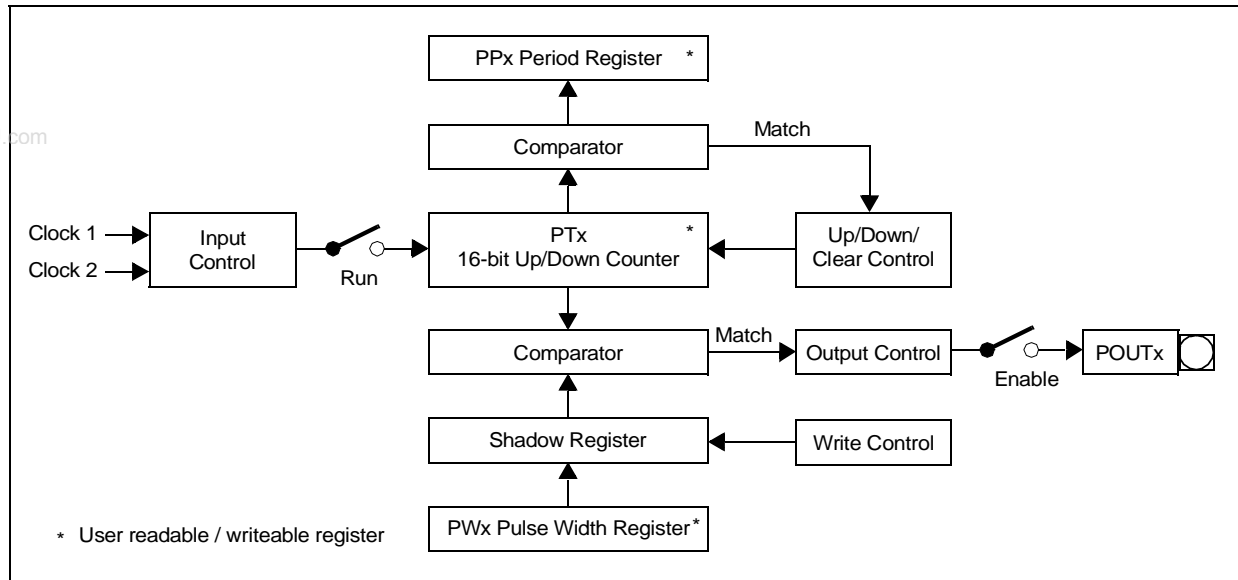 PPx Period Register *
.com
Comparator
Match
Clock 1
Clock 2
Input
Control
Run
PTx *
16-bit Up/Down Counter
Up/Down/
Clear Control
Comparator
Match
Output Control
Enable
POUTx
Shadow Register
Write Control
PWx Pulse Width Register *
* User readable / writeable register